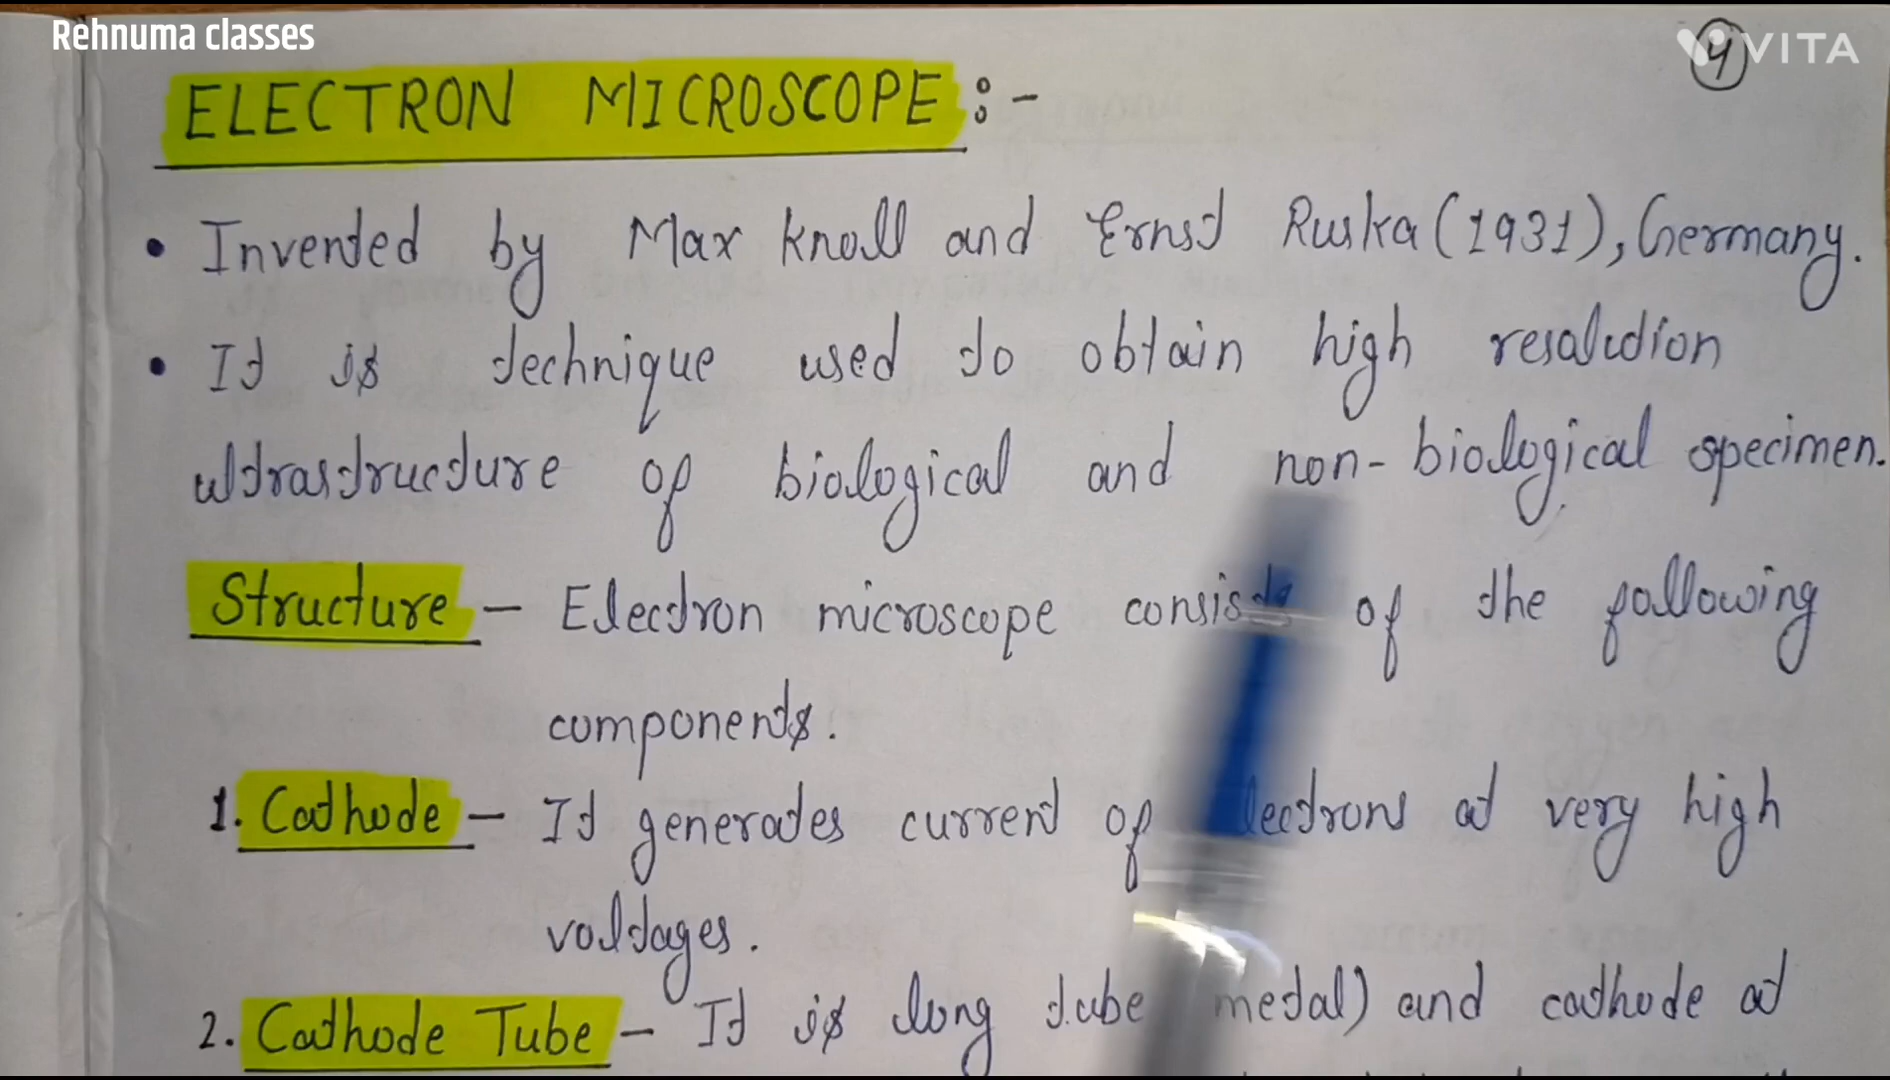 Rehnuma classes
VITA
4
ELECTRON MICROSCOPE :-
• Invented by Max Knoll and Ernst Ruska (1931), Germany.
• It is technique used to obtain high resolution
ultrastructure of biological and non-biological specimen.
Structure - Electron microscope consists of the following
components.
1. Cathode - It generates current of electrons at very high
voltages.
2. Cathode Tube - It is long tube metal) and cathode at